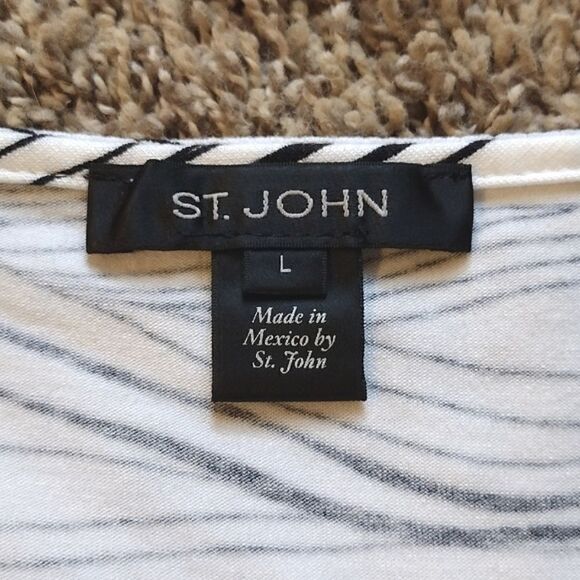 ST. JOHN
L
Made in
Mexico by
St. John